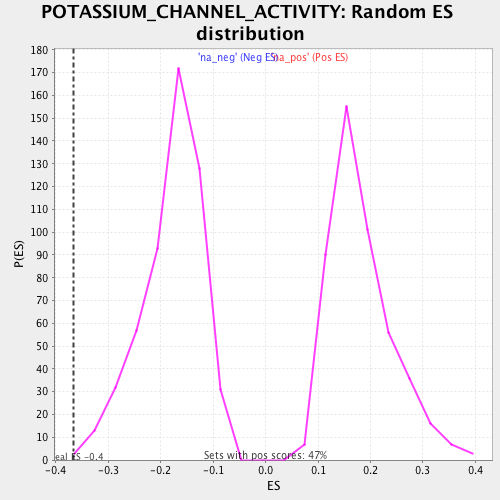 POTASSIUM_CHANNEL_ACTIVITY: Random ES
distribution
'na_neg' (Neg ES)
'na_pos' (Pos ES)
P(ES)
180
170
160
150
140
130
120
110
100
90
80
70
60
50
40
30
20
10
0
eal ES -0.4
Sets with pos scores: 47%
-0.4 -0.3 -0.2 -0.1 0.0 0.1 0.2 0.3 0.4
ES